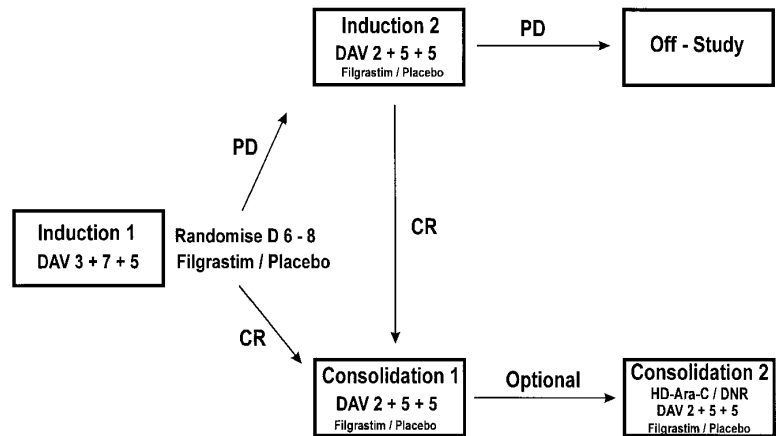 Induction 2
DAV 2 + 5 + 5
Filgrastim / Placebo
PD
Off - Study
PD
CR
Induction 1
DAV 3 + 7 + 5
Randomise D 6 - 8
Filgrastim / Placebo
CR
Consolidation 1
DAV 2 + 5 + 5
Filgrastim / Placebo
Optional
Consolidation 2
HD-Ara-C / DNR
DAV 2 + 5 + 5
Filgrastim / Placebo